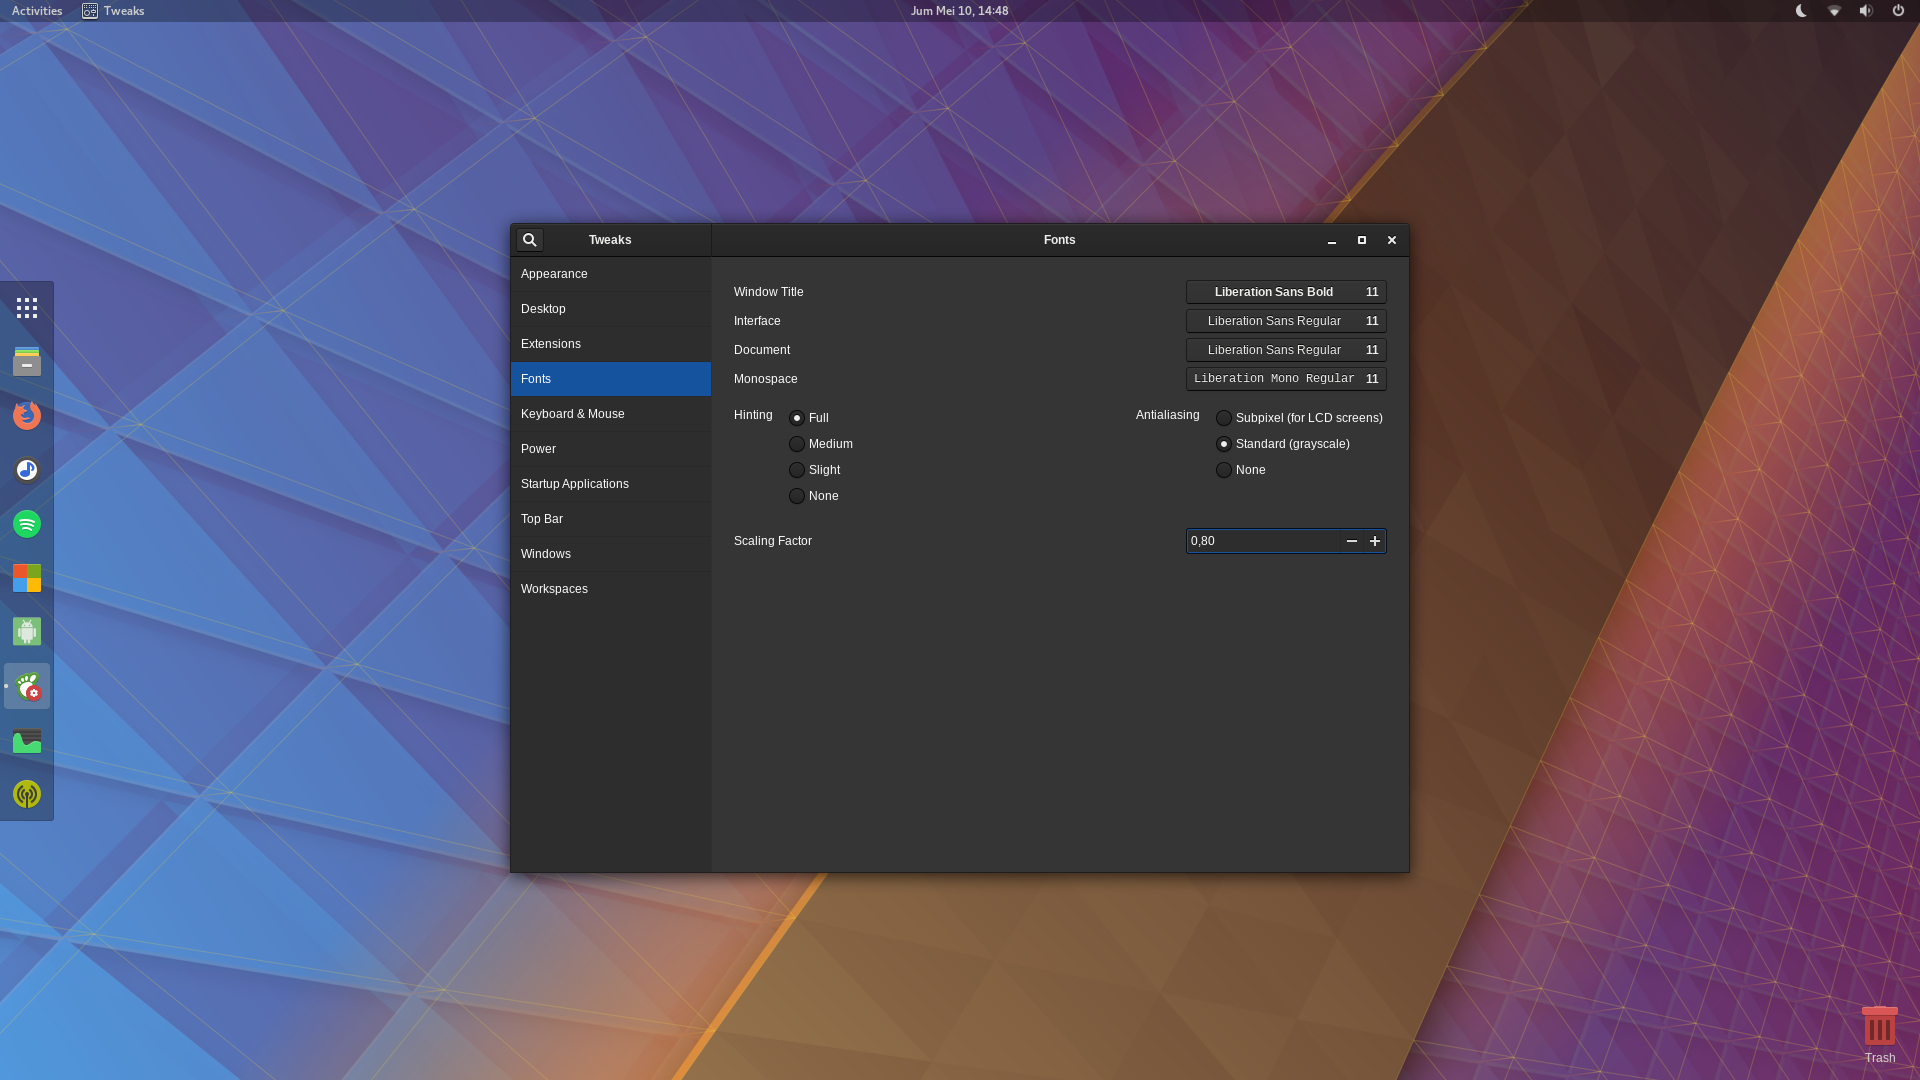 Activities
Tweaks
Jum Mei 10, 14:48
Tweaks
Fonts
Appearance
Desktop
Extensions
Fonts
Keyboard & Mouse
Power
Startup Applications
Top Bar
Windows
Workspaces
Window Title
Liberation Sans Bold 11
Interface
Liberation Sans Regular 11
Document
Liberation Sans Regular 11
Monospace
Liberation Mono Regular 11
Hinting
Full
Medium
Slight
None
Antialiasing
Subpixel (for LCD screens)
Standard (grayscale)
None
Scaling Factor
0,80
Trash